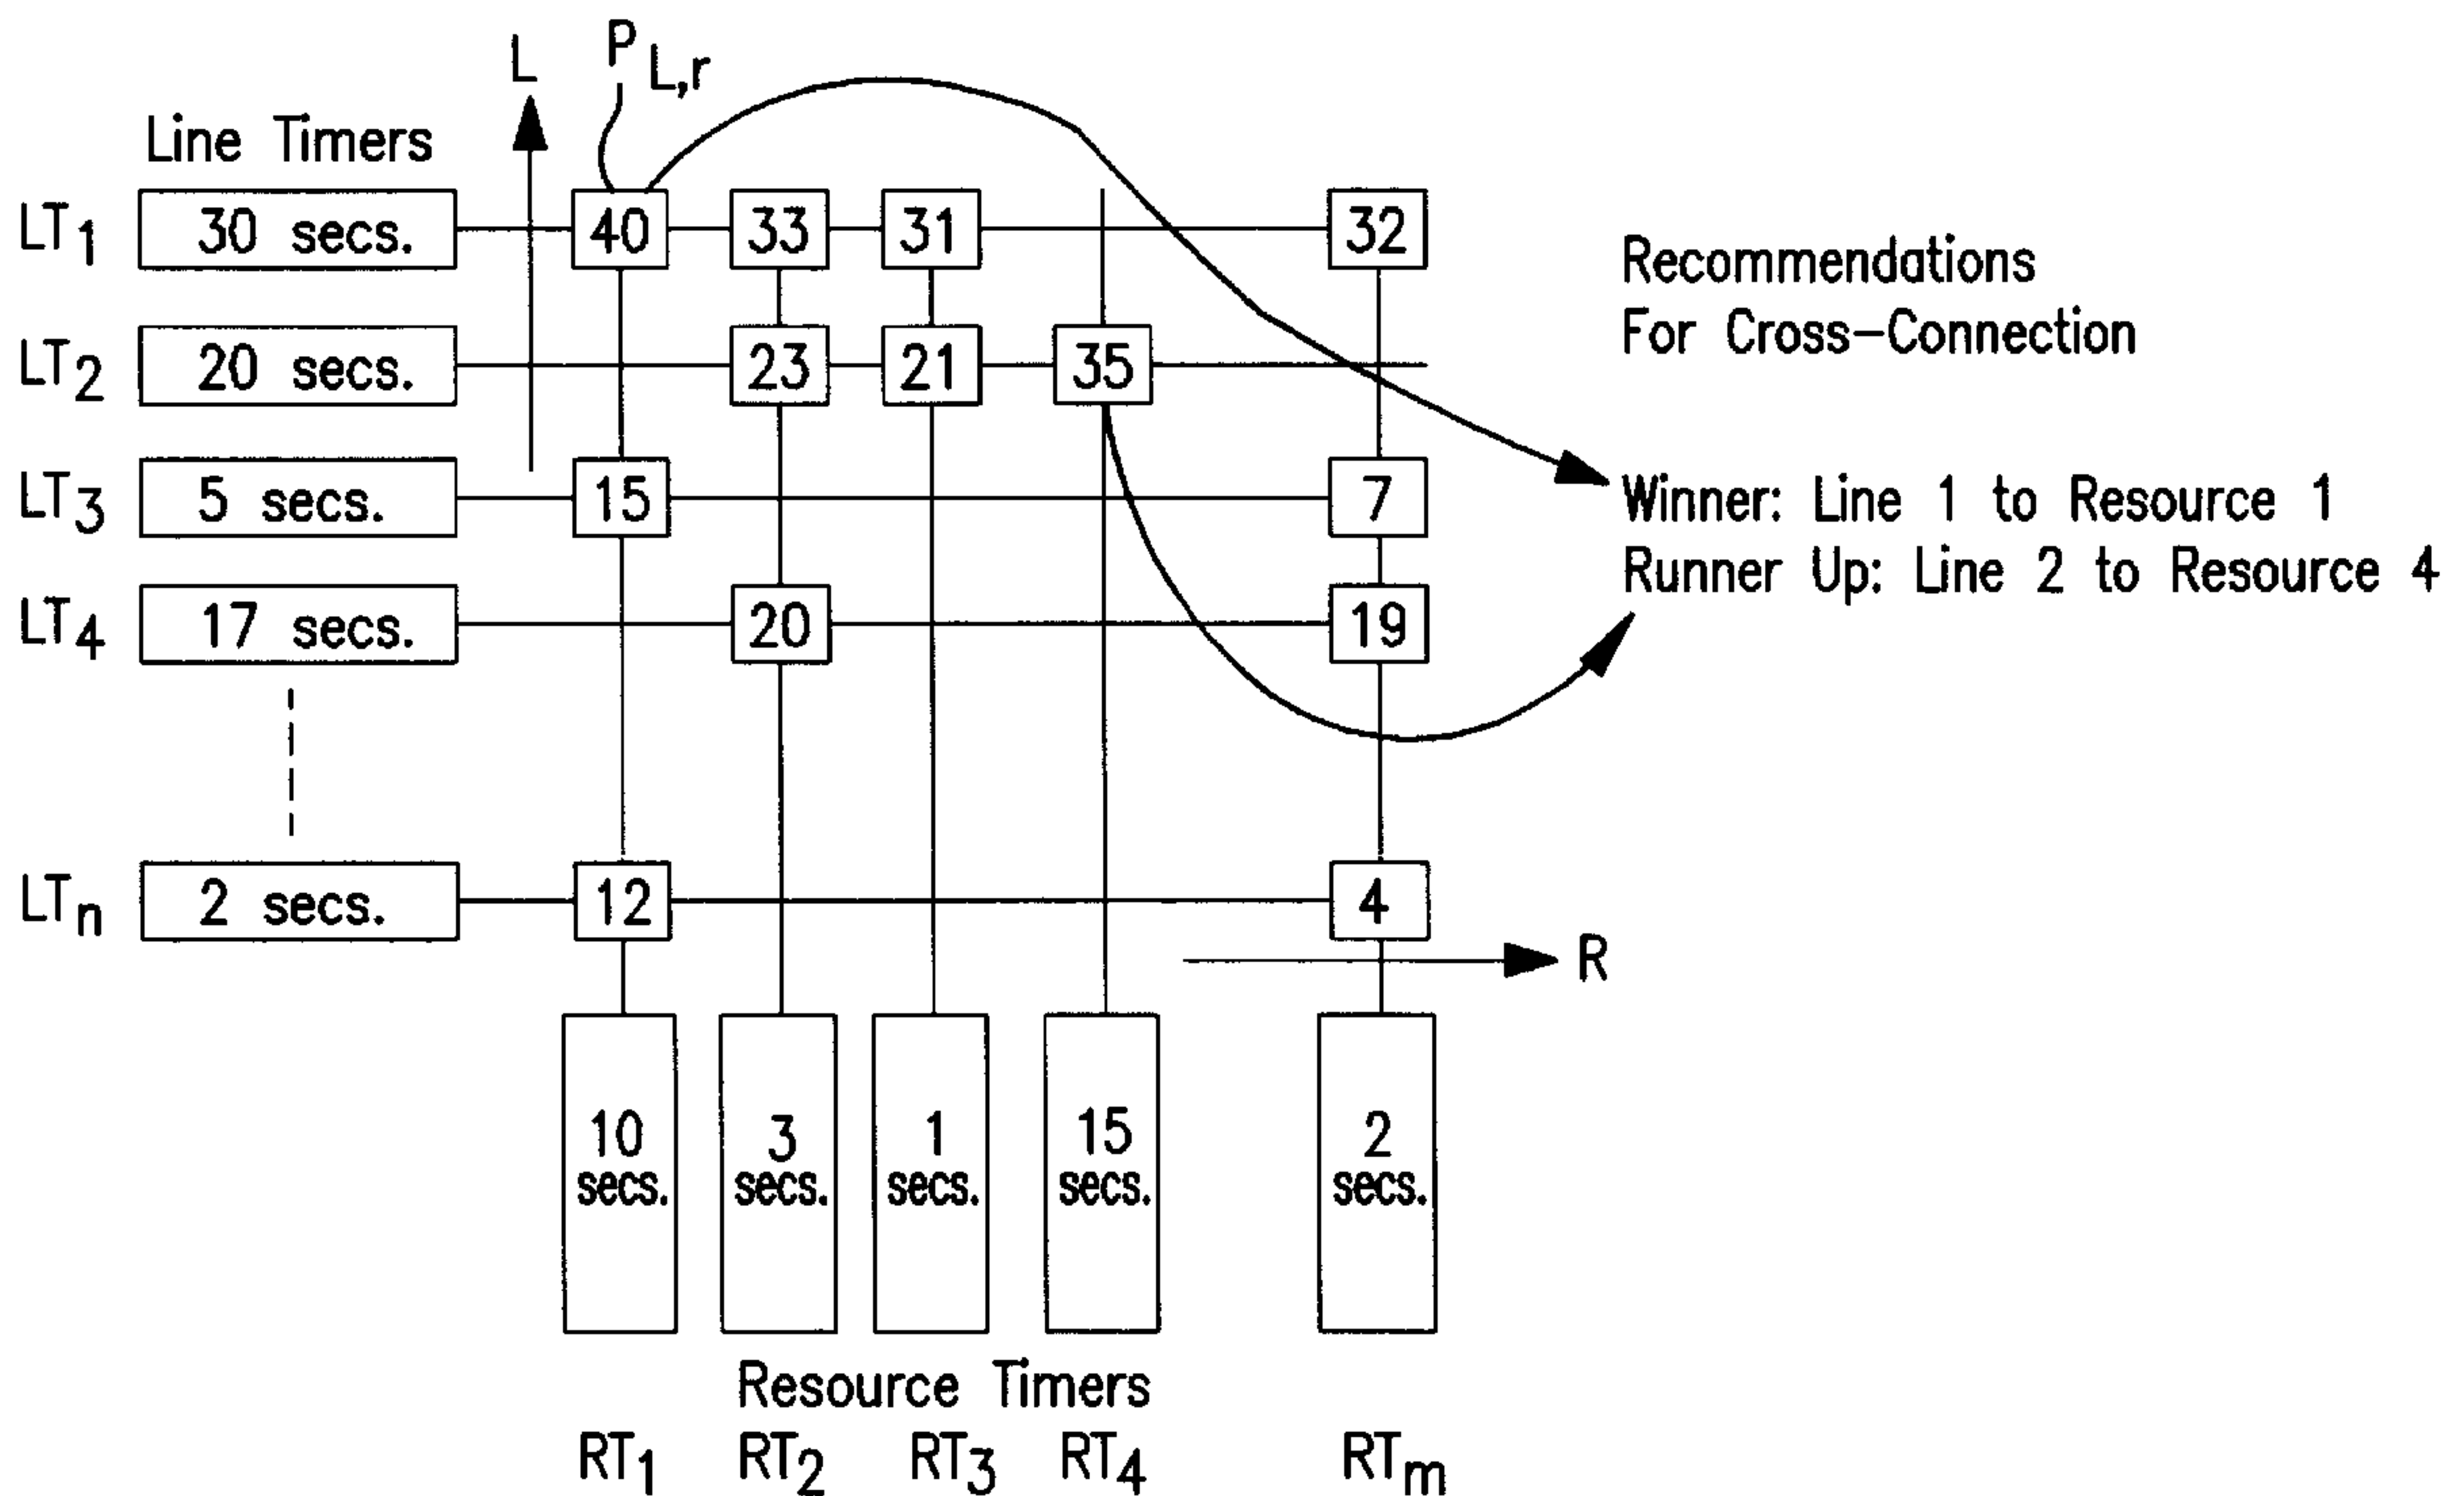 L
P L,r
Line Timers
LT1 30 secs. 40 33 31 32
Recommendations
For Cross-Connection
LT2 20 secs. 23 21 35
LT3 5 secs. 15 7
Winner: Line 1 to Resource 1
Runner Up: Line 2 to Resource 4
LT4 17 secs. 20 19
LTn 2 secs. 12 4
R
10 secs. 3 secs. 1 secs. 15 secs. 2 secs.
Resource Timers
RT1 RT2 RT3 RT4 RTm